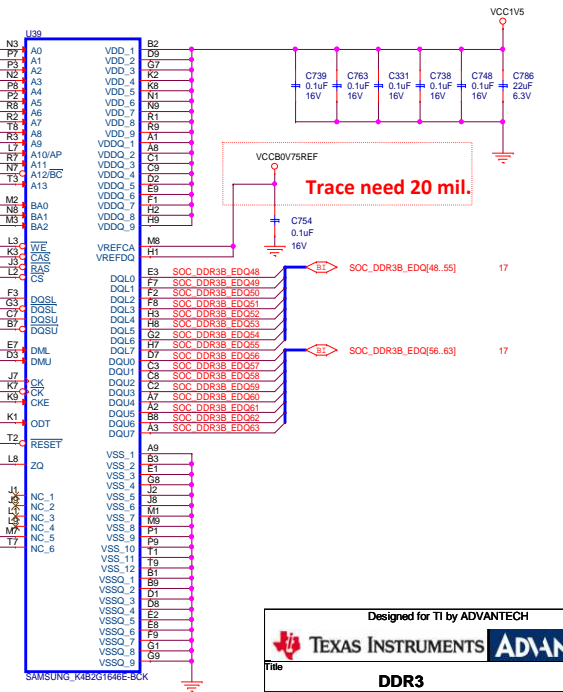 VCC1V5
U39
N3 A0 VDD_1 B2
P7 A1 VDD_2 D9
P3 A2 VDD_3 G7
N2 A3 VDD_4 K2
P8 A4 VDD_5 K8
P2 A5 VDD_6 N1
R8 A6 VDD_7 N9
R2 A7 VDD_8 R1
T8 A8 VDD_9 R9
R3 A9 VDDQ_1 A1
L7 A10/AP VDDQ_2 A8
R7 A11 VDDQ_3 C1
N7 A12/BC VDDQ_4 C9
T3 A13 VDDQ_5 D2
VDDQ_6 E9
M2 BA0 VDDQ_7 F1
N8 BA1 VDDQ_8 H2
M3 BA2 VDDQ_9 H9
C739 0.1uF 16V
C763 0.1uF 16V
C331 0.1uF 16V
C738 0.1uF 16V
C748 0.1uF 16V
C786 22uF 6.3V
VCCB0V75REF
Trace need 20 mil.
C754 0.1uF 16V
L3 WE VREFCA M8
K3 CAS VREFDQ H1
J3 RAS
L2 CS DQL0 E3 SOC_DDR3B_EDQ48
DQL1 F7 SOC_DDR3B_EDQ49
F3 DQSL DQL2 F2 SOC_DDR3B_EDQ50
G3 DQSL DQL3 F8 SOC_DDR3B_EDQ51
C7 DQSU DQL4 H3 SOC_DDR3B_EDQ52
B7 DQSU DQL5 H8 SOC_DDR3B_EDQ53
DQL6 G2 SOC_DDR3B_EDQ54
E7 DML DQL7 H7 SOC_DDR3B_EDQ55
D3 DMU DQU0 D7 SOC_DDR3B_EDQ56
DQU1 C3 SOC_DDR3B_EDQ57
J7 CK DQU2 C8 SOC_DDR3B_EDQ58
K7 CK DQU3 C2 SOC_DDR3B_EDQ59
K9 CKE DQU4 A7 SOC_DDR3B_EDQ60
DQU5 A2 SOC_DDR3B_EDQ61
K1 ODT DQU6 B8 SOC_DDR3B_EDQ62
DQU7 A3 SOC_DDR3B_EDQ63
BI SOC_DDR3B_EDQ[48..55] 17
BI SOC_DDR3B_EDQ[56..63] 17
T2 RESET
VSS_1 A9
L8 ZQ VSS_2 B3
VSS_3 E1
VSS_4 G8
J1 NC_1 VSS_5 J2
NC_2 VSS_6 J8
NC_3 VSS_7 M1
NC_4 VSS_8 M9
M7 NC_5 VSS_9 P1
T7 NC_6 VSS_10 P9
VSS_11 T1
VSS_12 T9
VSSQ_1 B1
VSSQ_2 B9
VSSQ_3 D1
VSSQ_4 D8
VSSQ_5 E2
VSSQ_6 E8
VSSQ_7 F9
VSSQ_8 G1
VSSQ_9 G9
SAMSUNG_K4B2G1646E-BCK
Designed for TI by ADVANTECH
TEXAS INSTRUMENTS ADVAN
Title
DDR3